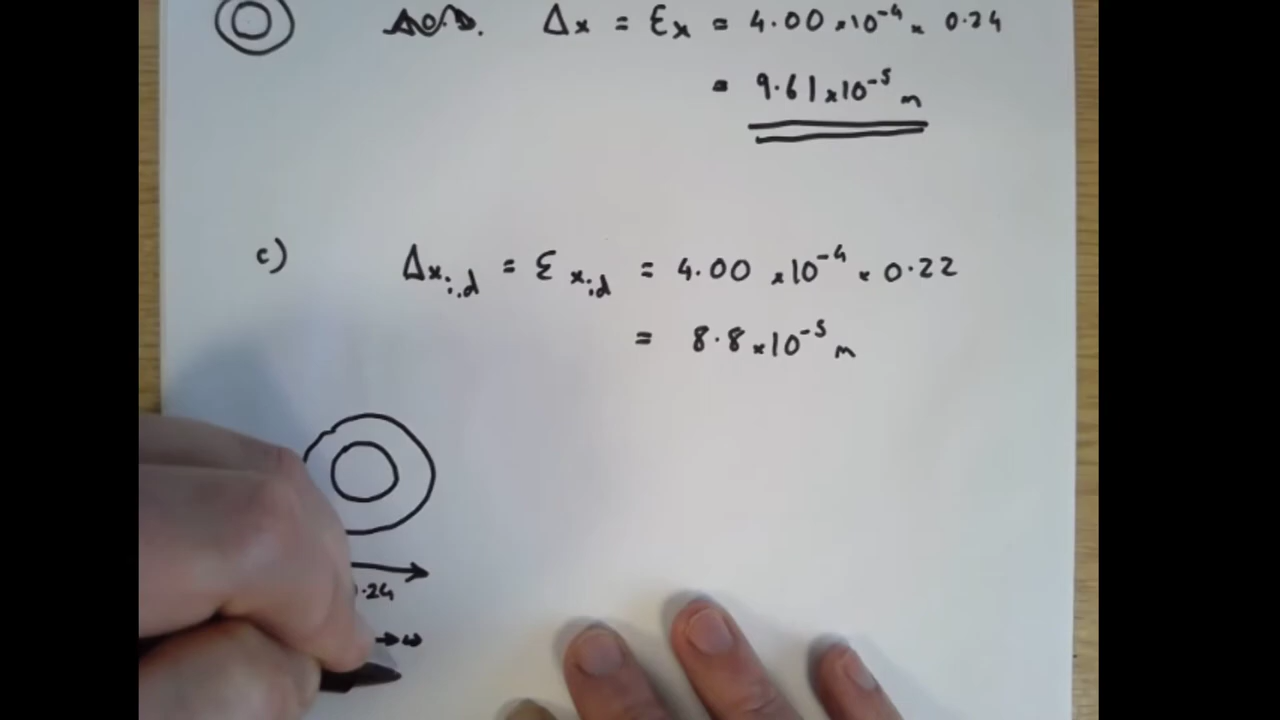 Δx = εx = 4.00 × 10⁻⁴ × 0.24
= 9.61 × 10⁻⁵ m
c) Δx i.d = ε x i.d = 4.00 × 10⁻⁴ × 0.22
= 8.8 × 10⁻⁵ m
.24